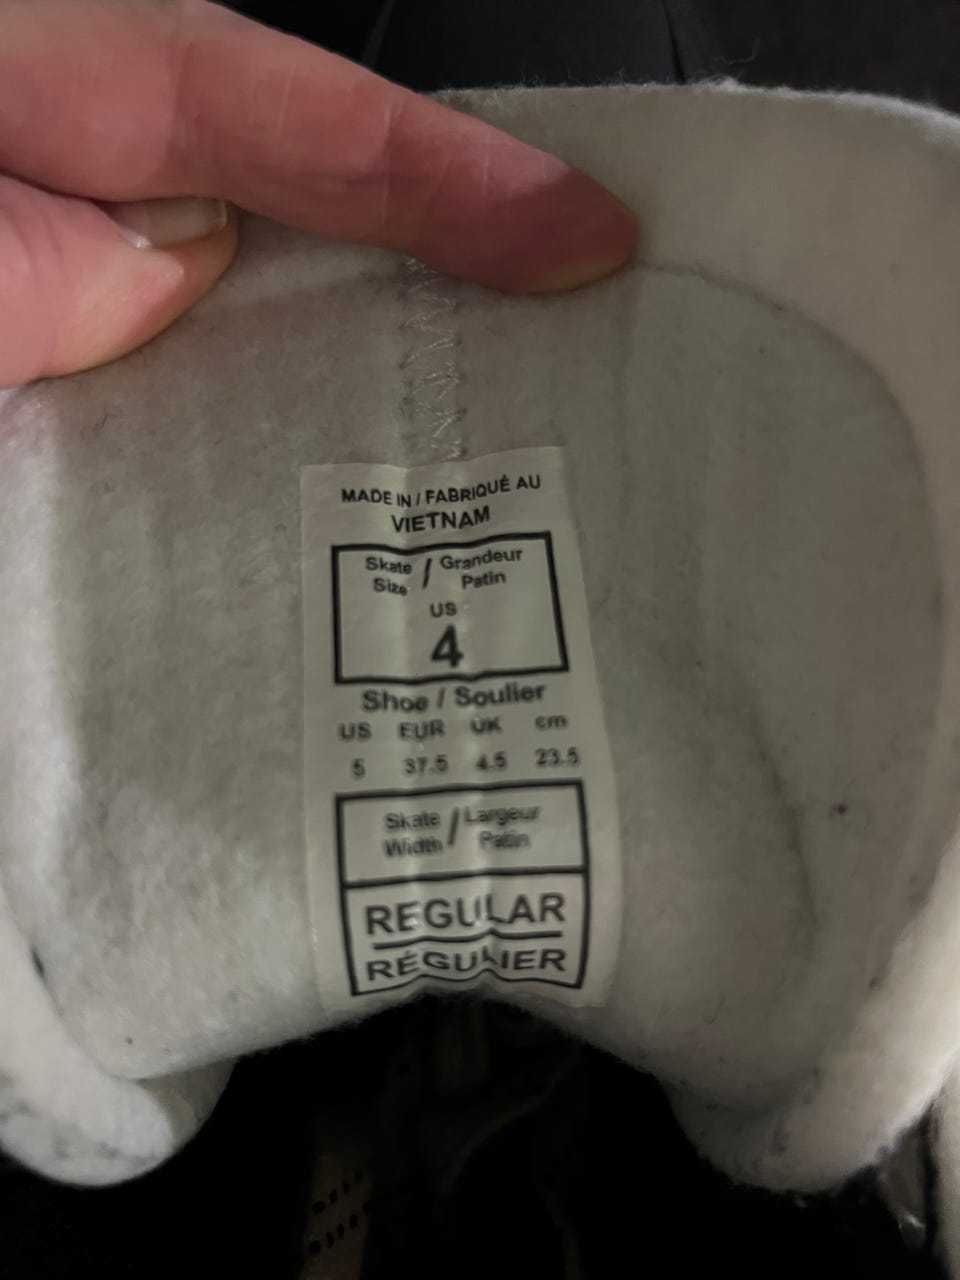 MADE IN / FABRIQUÉ AU
VIETNAM
Skate Size / Grandeur Patin
US
4
Shoe / Soulier
US EUR UK cm
5 37.5 4.5 23.5
Skate Width / Largeur Patin
REGULAR
RÉGULIER